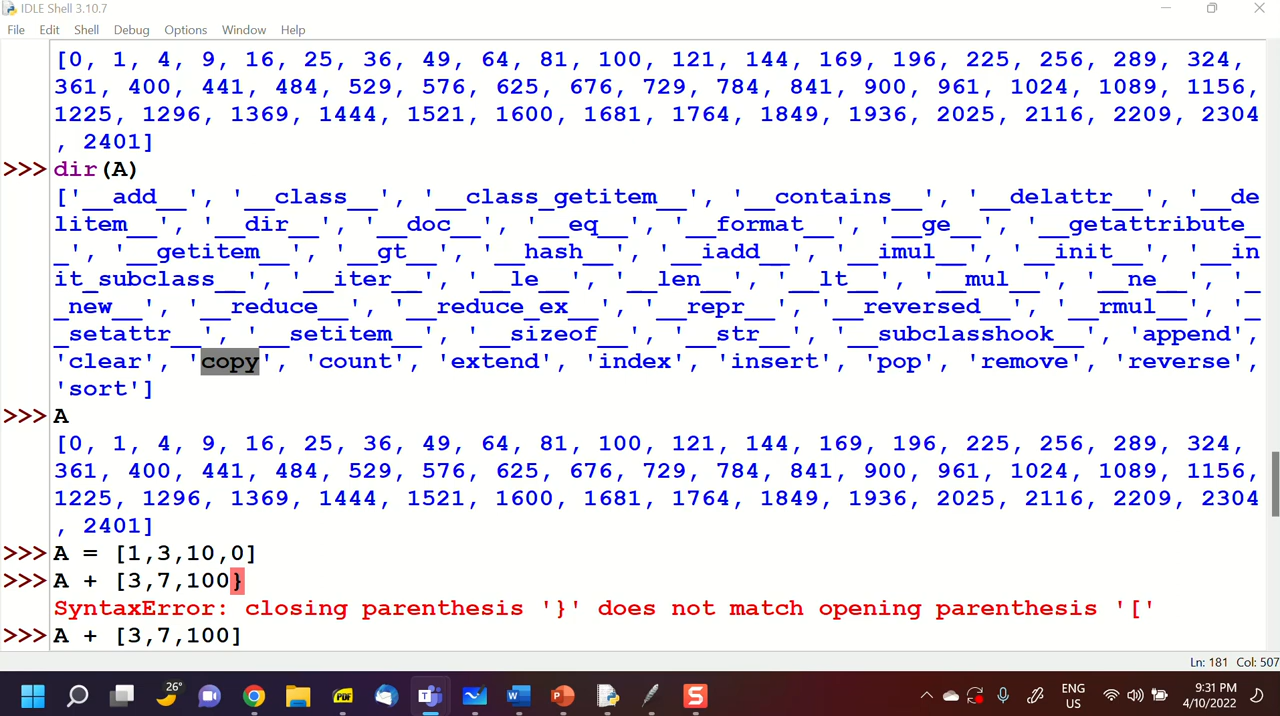 IDLE Shell 3.10.7
File Edit Shell Debug Options Window Help
[0, 1, 4, 9, 16, 25, 36, 49, 64, 81, 100, 121, 144, 169, 196, 225, 256, 289, 324,
361, 400, 441, 484, 529, 576, 625, 676, 729, 784, 841, 900, 961, 1024, 1089, 1156,
1225, 1296, 1369, 1444, 1521, 1600, 1681, 1764, 1849, 1936, 2025, 2116, 2209, 2304
, 2401]
>>> dir(A)
['__add__', '__class__', '__class_getitem__', '__contains__', '__delattr__', '__de
litem__', '__dir__', '__doc__', '__eq__', '__format__', '__ge__', '__getattribute_
_', '__getitem__', '__gt__', '__hash__', '__iadd__', '__imul__', '__init__', '__in
it_subclass__', '__iter__', '__le__', '__len__', '__lt__', '__mul__', '__ne__', '_
_new__', '__reduce__', '__reduce_ex__', '__repr__', '__reversed__', '__rmul__', '_
_setattr__', '__setitem__', '__sizeof__', '__str__', '__subclasshook__', 'append',
'clear', 'copy', 'count', 'extend', 'index', 'insert', 'pop', 'remove', 'reverse',
'sort']
>>> A
[0, 1, 4, 9, 16, 25, 36, 49, 64, 81, 100, 121, 144, 169, 196, 225, 256, 289, 324,
361, 400, 441, 484, 529, 576, 625, 676, 729, 784, 841, 900, 961, 1024, 1089, 1156,
1225, 1296, 1369, 1444, 1521, 1600, 1681, 1764, 1849, 1936, 2025, 2116, 2209, 2304
, 2401]
>>> A = [1,3,10,0]
>>> A + [3,7,100}
SyntaxError: closing parenthesis '}' does not match opening parenthesis '['
>>> A + [3,7,100]
Ln: 181 Col: 507
26°
PDF
W
P
S
ENG
US
9:31 PM
4/10/2022